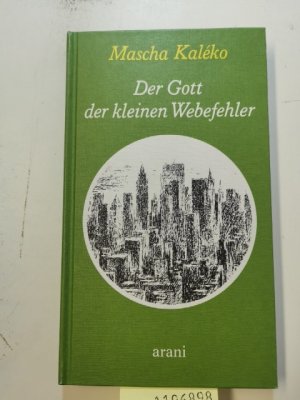 Mascha Kaléko
Der Gott
der kleinen Webefehler
arani